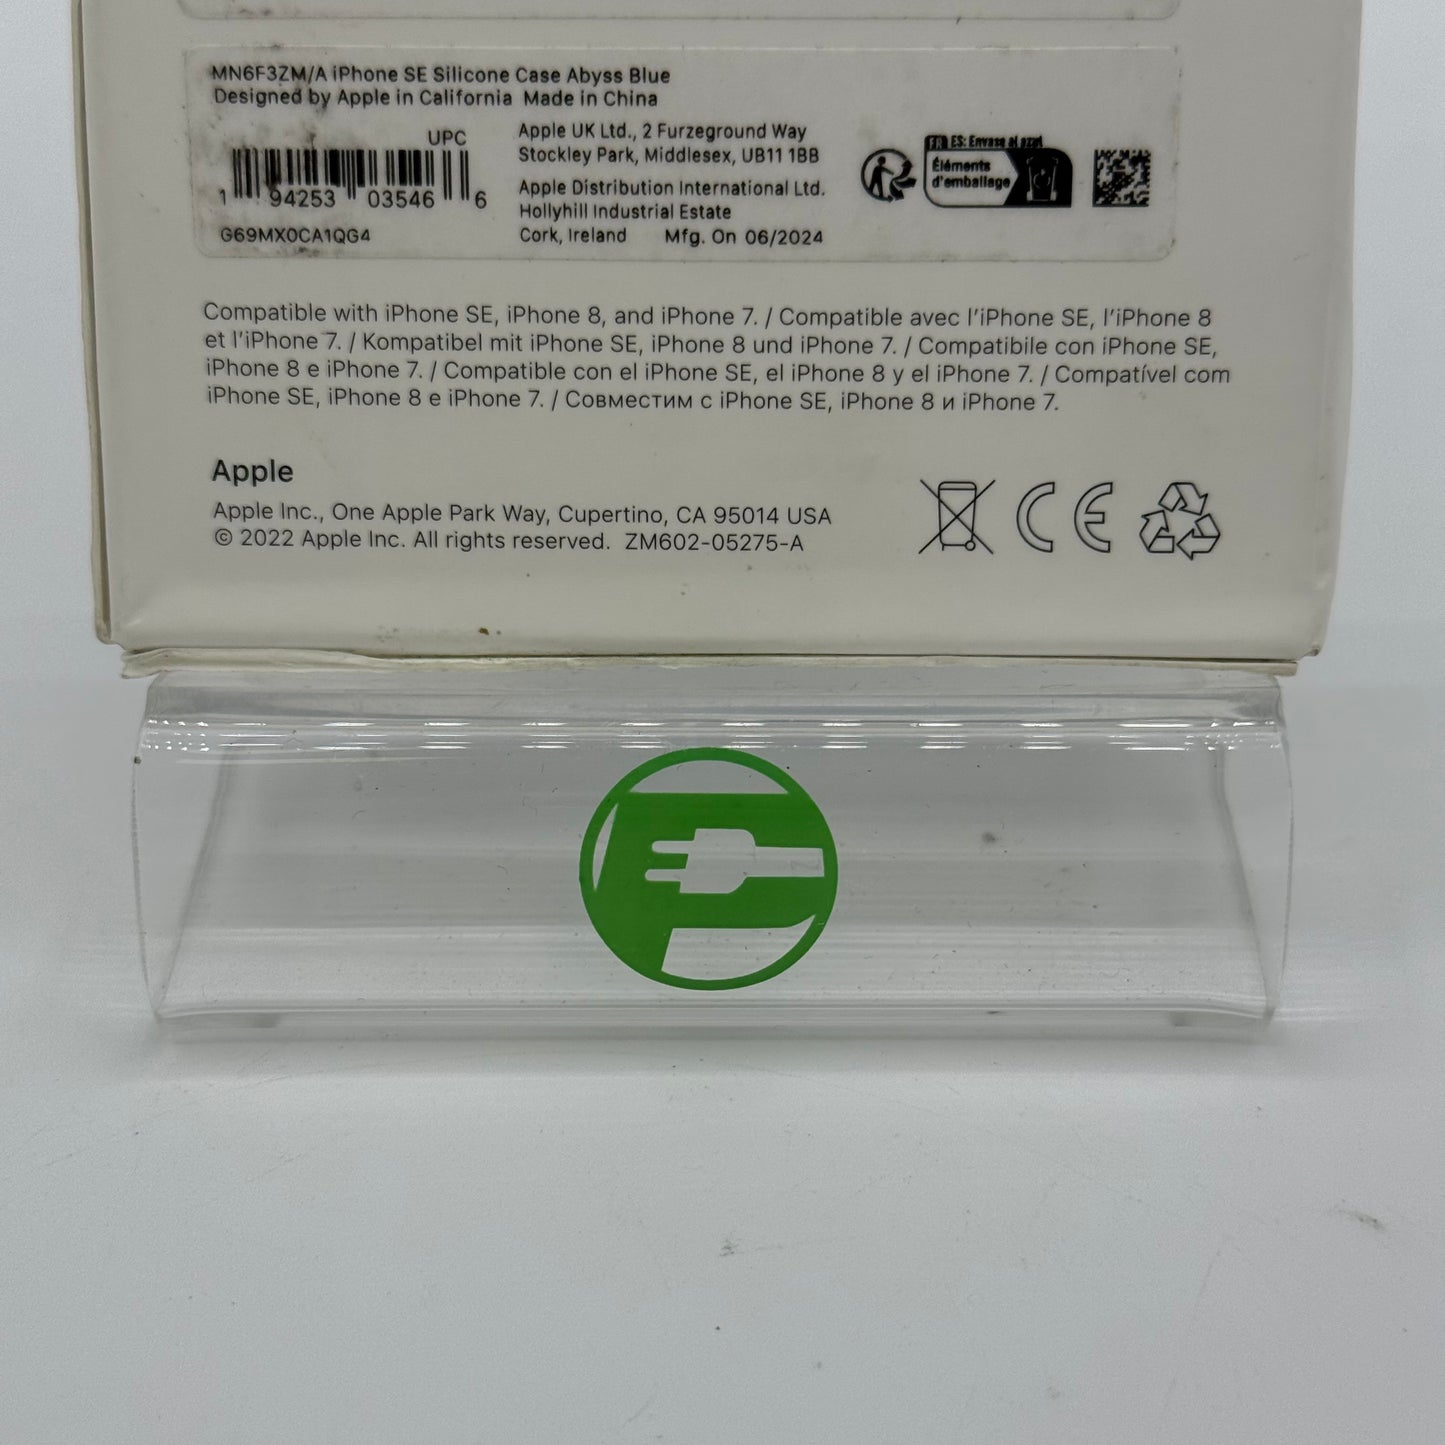 MN6F3ZM/A iPhone SE Silicone Case Abyss Blue
Designed by Apple in California Made in China
UPC
1 94253 03546 6
G69MX0CA1QG4
Apple UK Ltd., 2 Furzeground Way
Stockley Park, Middlesex, UB11 1BB
Apple Distribution International Ltd.
Hollyhill Industrial Estate
Cork, Ireland Mfg. On 06/2024
FR ES: Envase al azul
Éléments
d'emballage
Compatible with iPhone SE, iPhone 8, and iPhone 7. / Compatible avec l'iPhone SE, l'iPhone 8
et l'iPhone 7. / Kompatibel mit iPhone SE, iPhone 8 und iPhone 7. / Compatibile con iPhone SE,
iPhone 8 e iPhone 7. / Compatible con el iPhone SE, el iPhone 8 y el iPhone 7. / Compatível com
iPhone SE, iPhone 8 e iPhone 7. / Совместим с iPhone SE, iPhone 8 и iPhone 7.
Apple
Apple Inc., One Apple Park Way, Cupertino, CA 95014 USA
© 2022 Apple Inc. All rights reserved. ZM602-05275-A
CE